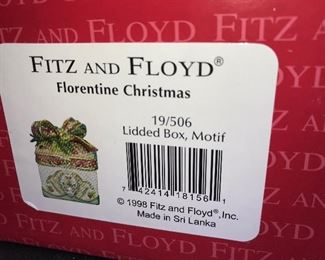 FITZ AND FLOYD®
Florentine Christmas
19/506
Lidded Box, Motif
7 42414 18156 1
© 1998 Fitz and Floyd®, Inc.
Made in Sri Lanka